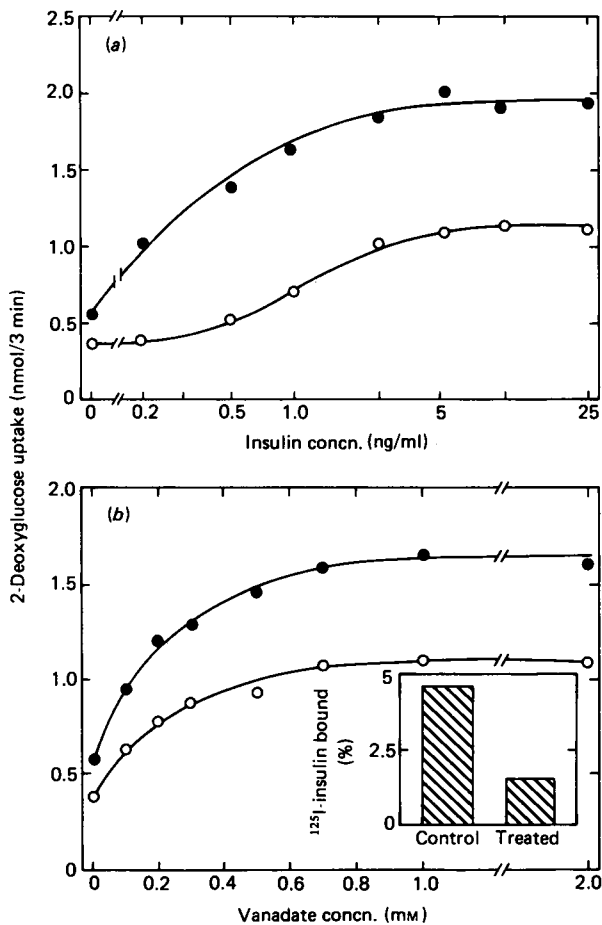 2.5
(a)
2.0
1.5
1.0
0.5
0
0 0.2 0.5 1.0 5 25
Insulin concn. (ng/ml)
2-Deoxyglucose uptake (nmol/3 min)
2.0
(b)
1.5
1.0
0.5
0
5
2.5
0
125I-insulin bound
(%)
Control Treated
0 0.2 0.4 0.6 0.8 1.0 2.0
Vanadate concn. (mM)